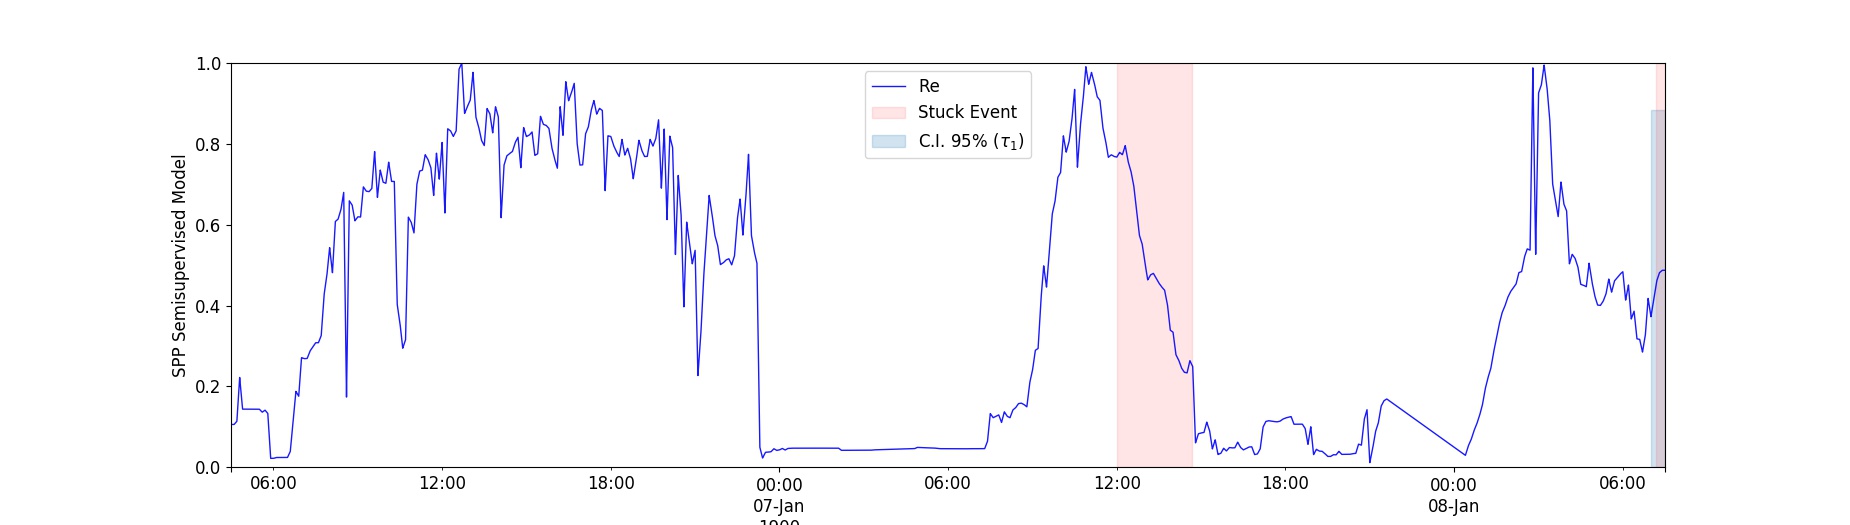 SPP Semisupervised Model
1.0
0.8
0.6
0.4
0.2
0.0
Re
Stuck Event
C.I. 95% (τ₁)
06:00 12:00 18:00 00:00 06:00 12:00 18:00 00:00 06:00
07-Jan 08-Jan
1900